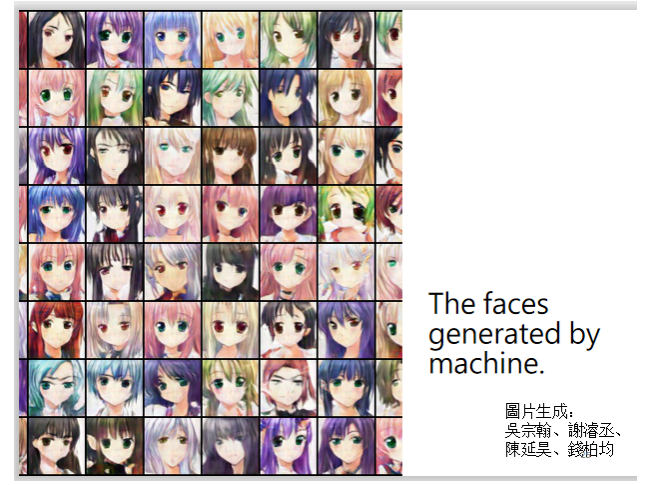 The faces
generated by
machine.
圖片生成：
吳宗翰、謝濬丞、
陳延昊、錢柏均